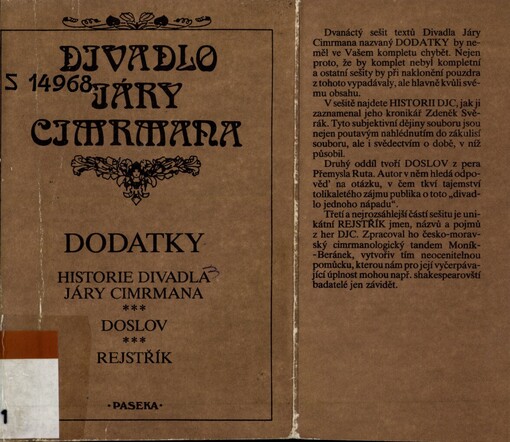 DIVADLO
S 14968
JÁRY
CIMRMANA
DODATKY
HISTORIE DIVADLA
JÁRY CIMRMANA
***
DOSLOV
***
REJSTŘÍK
·PASEKA·
1
Dvanáctý sešit textů Divadla Járy
Cimrmana nazvaný DODATKY by ne-
měl ve Vašem kompletu chybět. Nejen
proto, že by komplet nebyl kompletní
a ostatní sešity by při naklonění pouzdra
z tohoto vypadávaly, ale hlavně kvůli své-
mu obsahu.
V sešitě najdete HISTORII DJC, jak ji
zaznamenal jeho kronikář Zdeněk Svě-
rák. Tyto subjektivní dějiny souboru jsou
nejen poutavým nahlédnutím do zákulisí
souboru, ale i svědectvím o době, v níž
působil.
Druhý oddíl tvoří DOSLOV z pera
Přemysla Ruta. Autor v něm hledá odpo-
věď na otázku, v čem tkví tajemství
tolikaletého zájmu publika o toto „divad-
lo jednoho nápadu“.
Třetí a nejrozsáhlejší částí sešitu je uni-
kátní REJSTŘÍK jmen, názvů a pojmů
z her DJC. Zpracoval ho česko-morav-
ský cimrmanologický tandem Moník-
-Beránek, vytvořiv tím neocenitelnou
pomůcku, kterou nám pro její vyčerpáva-
jící úplnost mohou např. shakespearovští
badatelé jen závidět.